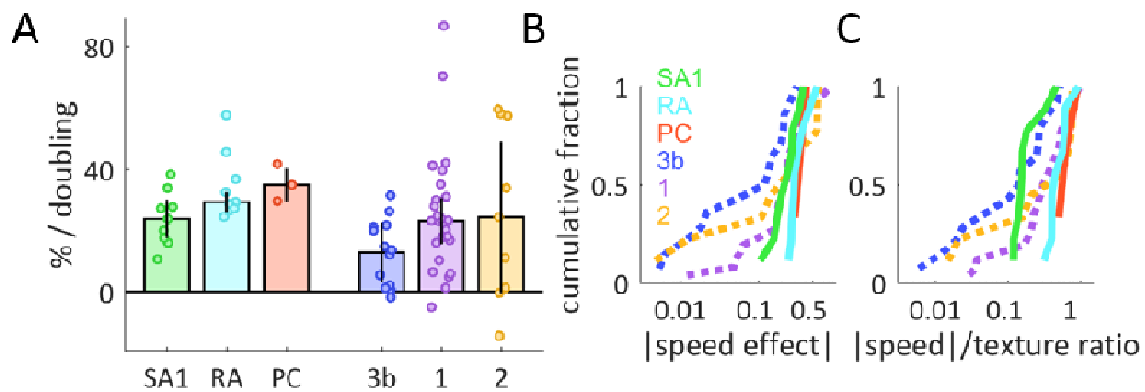 A
% / doubling
80
40
0
SA1 RA PC 3b 1 2
B
cumulative fraction
1
0.5
0
SA1
RA
PC
3b
1
2
0.01 0.1 0.5
|speed effect|
C
1
0.5
0
0.01 0.1 1
|speed|/texture ratio